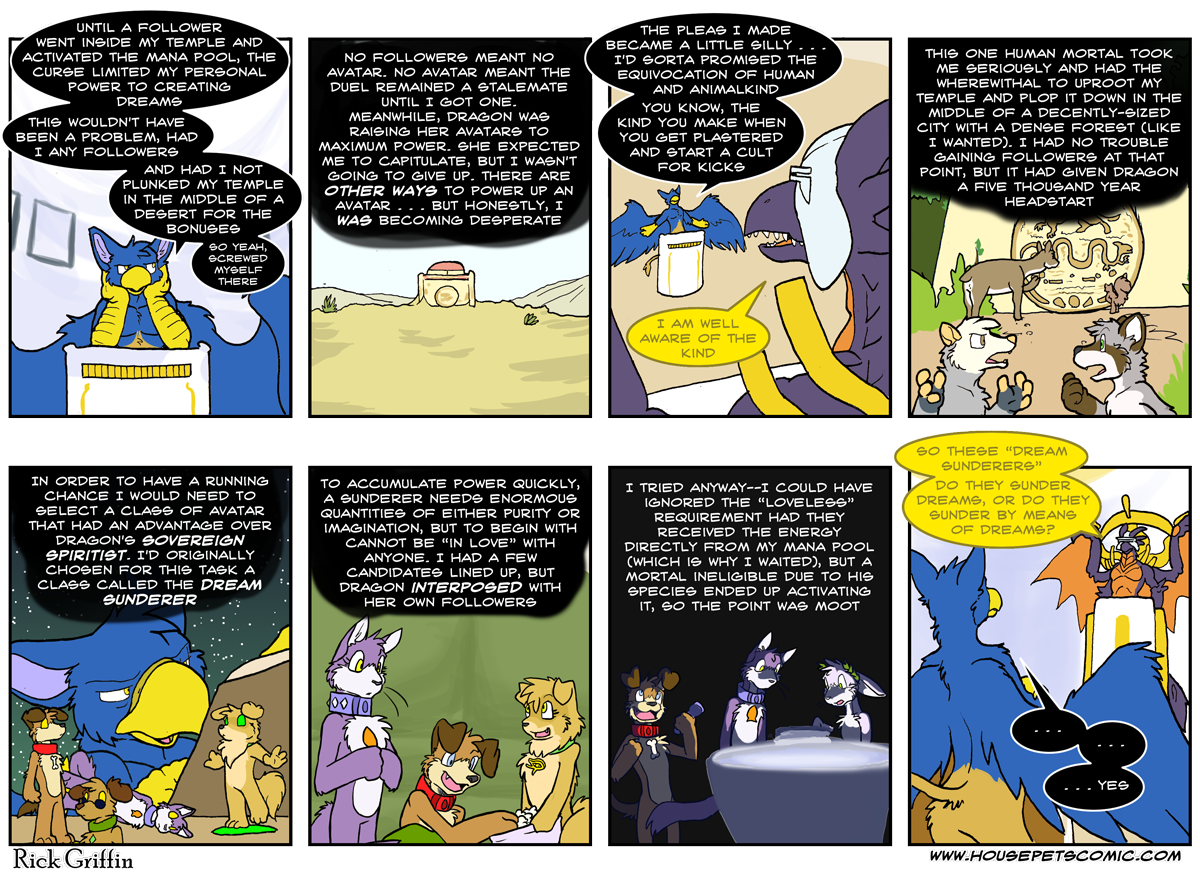 UNTIL A FOLLOWER
WENT INSIDE MY TEMPLE AND
ACTIVATED THE MANA POOL, THE
CURSE LIMITED MY PERSONAL
POWER TO CREATING
DREAMS
THIS WOULDN'T HAVE
BEEN A PROBLEM, HAD
I ANY FOLLOWERS
AND HAD I NOT
PLUNKED MY TEMPLE
IN THE MIDDLE OF A
DESERT FOR THE
BONUSES
SO YEAH,
SCREWED
MYSELF
THERE
NO FOLLOWERS MEANT NO
AVATAR. NO AVATAR MEANT THE
DUEL REMAINED A STALEMATE
UNTIL I GOT ONE.
MEANWHILE, DRAGON WAS
RAISING HER AVATARS TO
MAXIMUM POWER. SHE EXPECTED
ME TO CAPITULATE, BUT I WASN'T
GOING TO GIVE UP. THERE ARE
OTHER WAYS TO POWER UP AN
AVATAR . . . BUT HONESTLY, I
WAS BECOMING DESPERATE
THE PLEAS I MADE
BECAME A LITTLE SILLY . . .
I'D SORTA PROMISED THE
EQUIVOCATION OF HUMAN
AND ANIMALKIND
YOU KNOW, THE
KIND YOU MAKE WHEN
YOU GET PLASTERED
AND START A CULT
FOR KICKS
I AM WELL
AWARE OF THE
KIND
THIS ONE HUMAN MORTAL TOOK
ME SERIOUSLY AND HAD THE
WHEREWITHAL TO UPROOT MY
TEMPLE AND PLOP IT DOWN IN THE
MIDDLE OF A DECENTLY-SIZED
CITY WITH A DENSE FOREST (LIKE
I WANTED). I HAD NO TROUBLE
GAINING FOLLOWERS AT THAT
POINT, BUT IT HAD GIVEN DRAGON
A FIVE THOUSAND YEAR
HEADSTART
IN ORDER TO HAVE A RUNNING
CHANCE I WOULD NEED TO
SELECT A CLASS OF AVATAR
THAT HAD AN ADVANTAGE OVER
DRAGON'S SOVEREIGN
SPIRITIST. I'D ORIGINALLY
CHOSEN FOR THIS TASK A
CLASS CALLED THE DREAM
SUNDERER
TO ACCUMULATE POWER QUICKLY,
A SUNDERER NEEDS ENORMOUS
QUANTITIES OF EITHER PURITY OR
IMAGINATION, BUT TO BEGIN WITH
CANNOT BE "IN LOVE" WITH
ANYONE. I HAD A FEW
CANDIDATES LINED UP, BUT
DRAGON INTERPOSED WITH
HER OWN FOLLOWERS
I TRIED ANYWAY--I COULD HAVE
IGNORED THE "LOVELESS"
REQUIREMENT HAD THEY
RECEIVED THE ENERGY
DIRECTLY FROM MY MANA POOL
(WHICH IS WHY I WAITED), BUT A
MORTAL INELIGIBLE DUE TO HIS
SPECIES ENDED UP ACTIVATING
IT, SO THE POINT WAS MOOT
SO THESE "DREAM
SUNDERERS"
DO THEY SUNDER
DREAMS, OR DO THEY
SUNDER BY MEANS
OF DREAMS?
. . . .
. . . .
. . . YES
Rick Griffin
WWW.HOUSEPETSCOMIC.COM